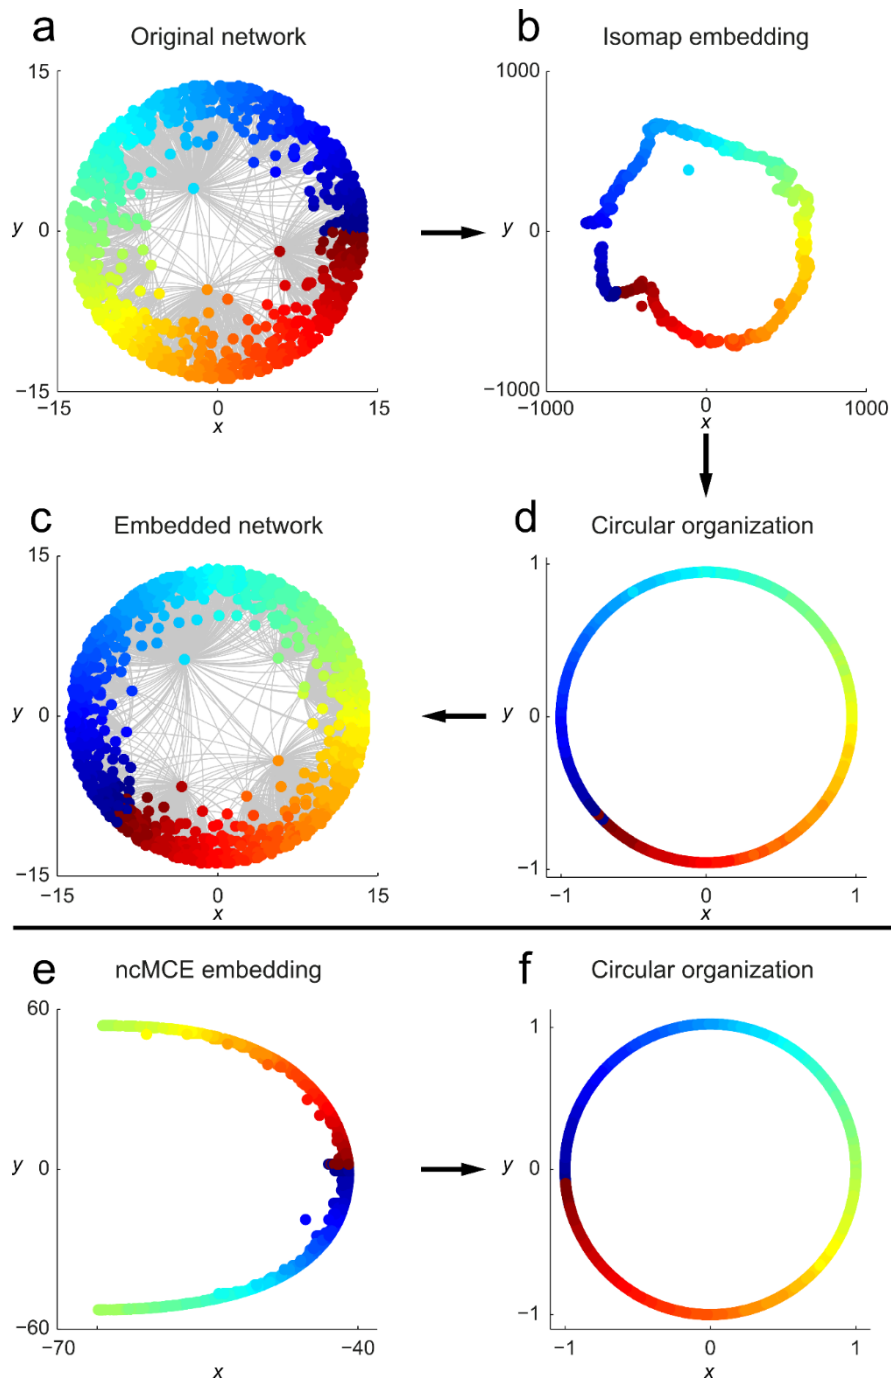 a Original network
15
y 0
−15
−15 0 15
x
b Isomap embedding
1000
0
−1000
−1000 0 1000
x
c Embedded network
15
y 0
−15
−15 0 15
x
d Circular organization
1
y 0
−1
−1 0 1
x
e ncMCE embedding
60
y 0
−60
−70 −40
x
f Circular organization
1
y 0
−1
−1 0 1
x